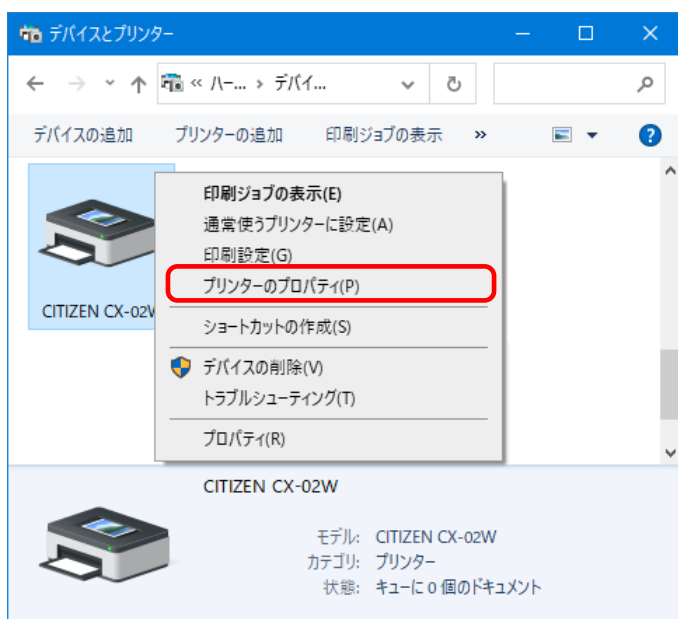 デバイスとプリンター
« ハー... › デバイ...
デバイスの追加 プリンターの追加 印刷ジョブの表示 »
印刷ジョブの表示(E)
通常使うプリンターに設定(A)
印刷設定(G)
プリンターのプロパティ(P)
CITIZEN CX-02W
ショートカットの作成(S)
デバイスの削除(V)
トラブルシューティング(T)
プロパティ(R)
CITIZEN CX-02W
モデル: CITIZEN CX-02W
カテゴリ: プリンター
状態: キューに 0 個のドキュメント